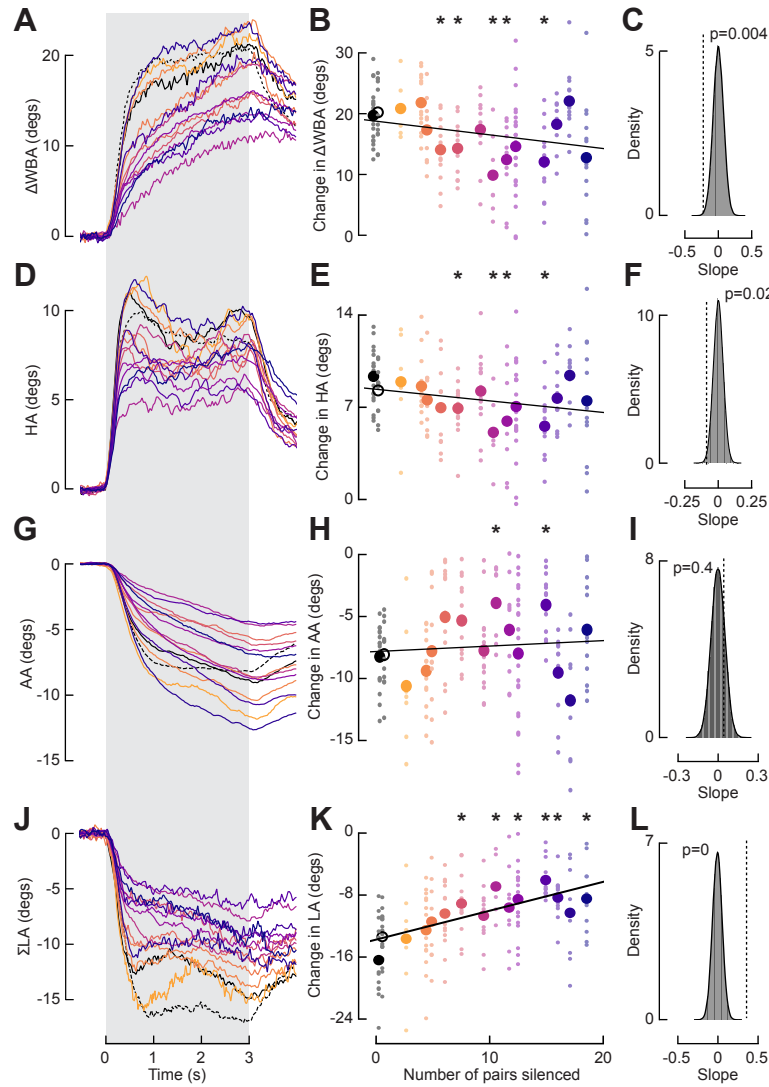 A
B
C
* * * * *
p=0.004
ΔWBA (degs)
20
10
0
Change in ΔWBA (degs)
30
20
10
0
Density
5
0
-0.5 0 0.5
Slope
D
E
F
* * * *
p=0.02
HA (degs)
10
5
0
Change in HA (degs)
14
7
0
Density
10
0
-0.25 0 0.25
Slope
G
H
I
* *
p=0.4
AA (degs)
0
-5
-10
-15
Change in AA (degs)
0
-5
-10
-15
Density
8
0
-0.3 0 0.3
Slope
J
K
L
* * * * * *
p=0
ΣLA (degs)
0
-5
-10
-15
Change in LA (degs)
0
-8
-16
-24
Density
7
0
0 1 2 3
Time (s)
0 10 20
Number of pairs silenced
-0.5 0 0.5
Slope